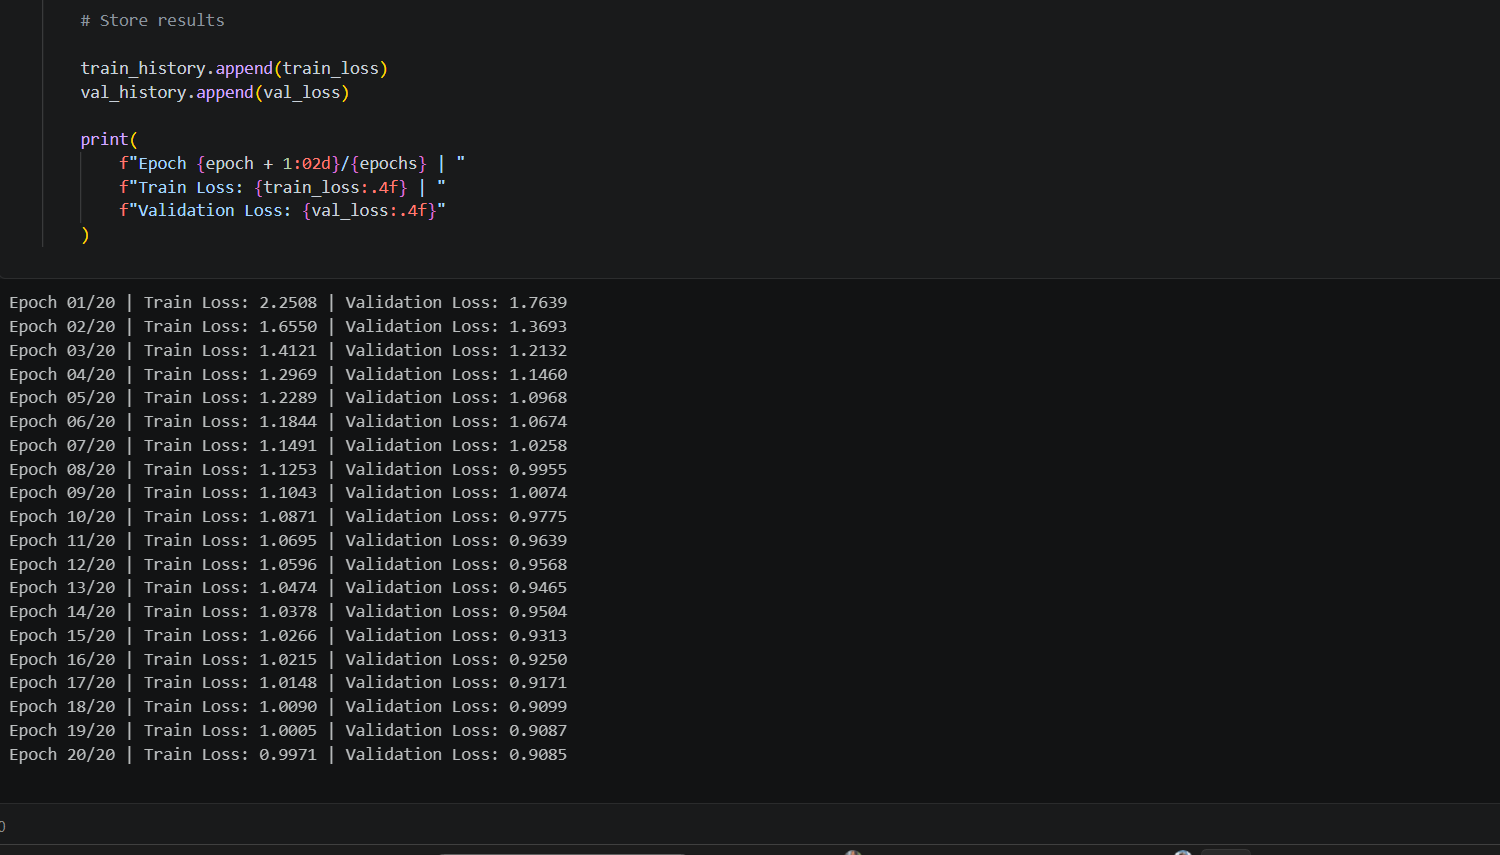 # Store results
train_history.append(train_loss)
val_history.append(val_loss)
print(
f"Epoch {epoch + 1:02d}/{epochs} | "
f"Train Loss: {train_loss:.4f} | "
f"Validation Loss: {val_loss:.4f}"
)
Epoch 01/20 | Train Loss: 2.2508 | Validation Loss: 1.7639
Epoch 02/20 | Train Loss: 1.6550 | Validation Loss: 1.3693
Epoch 03/20 | Train Loss: 1.4121 | Validation Loss: 1.2132
Epoch 04/20 | Train Loss: 1.2969 | Validation Loss: 1.1460
Epoch 05/20 | Train Loss: 1.2289 | Validation Loss: 1.0968
Epoch 06/20 | Train Loss: 1.1844 | Validation Loss: 1.0674
Epoch 07/20 | Train Loss: 1.1491 | Validation Loss: 1.0258
Epoch 08/20 | Train Loss: 1.1253 | Validation Loss: 0.9955
Epoch 09/20 | Train Loss: 1.1043 | Validation Loss: 1.0074
Epoch 10/20 | Train Loss: 1.0871 | Validation Loss: 0.9775
Epoch 11/20 | Train Loss: 1.0695 | Validation Loss: 0.9639
Epoch 12/20 | Train Loss: 1.0596 | Validation Loss: 0.9568
Epoch 13/20 | Train Loss: 1.0474 | Validation Loss: 0.9465
Epoch 14/20 | Train Loss: 1.0378 | Validation Loss: 0.9504
Epoch 15/20 | Train Loss: 1.0266 | Validation Loss: 0.9313
Epoch 16/20 | Train Loss: 1.0215 | Validation Loss: 0.9250
Epoch 17/20 | Train Loss: 1.0148 | Validation Loss: 0.9171
Epoch 18/20 | Train Loss: 1.0090 | Validation Loss: 0.9099
Epoch 19/20 | Train Loss: 1.0005 | Validation Loss: 0.9087
Epoch 20/20 | Train Loss: 0.9971 | Validation Loss: 0.9085